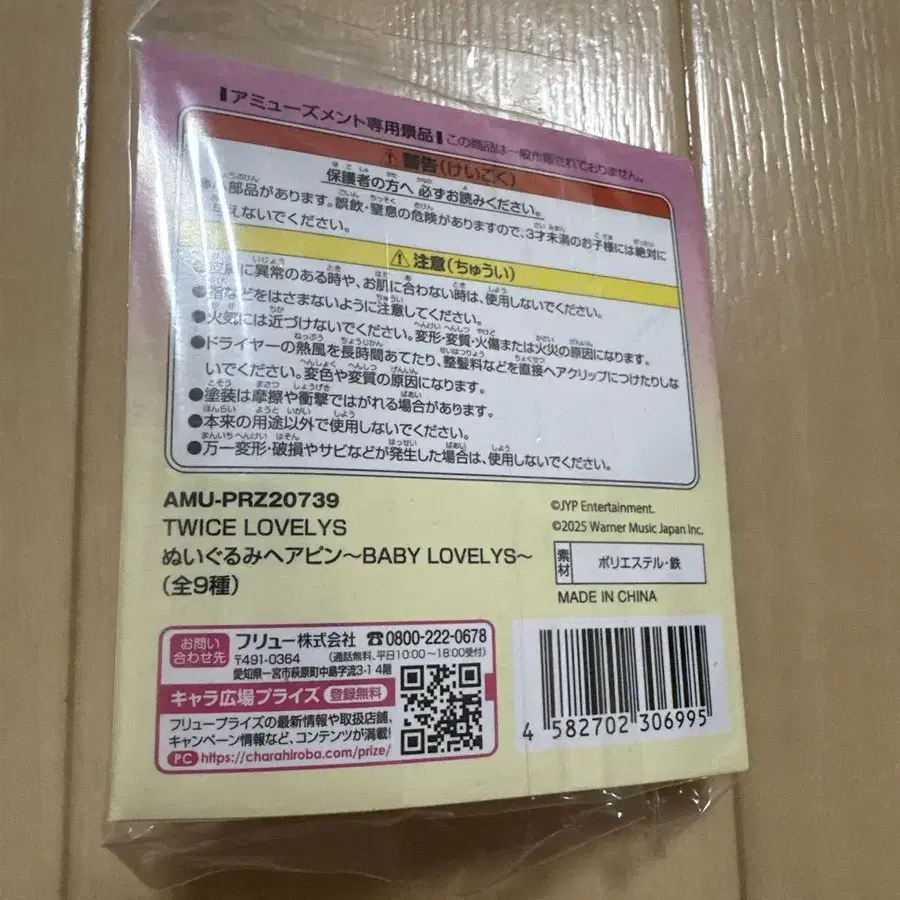 アミューズメント専用景品 この商品は一般市販されておりません。
警告(けいこく)
保護者の方へ 必ずお読みください。
部品があります。誤飲・窒息の危険がありますので、3才未満のお子様には絶対に
えないでください。
注意(ちゅうい)
に異常のある時や、お肌に合わない時は、使用しないでください。
●指などをはさまないように注意してください。
●火気には近づけないでください。変形・変質・火傷または火災の原因になります。
●ドライヤーの熱風を長時間あてたり、整髪料などを直接ヘアクリップにつけたりしな
いでください。変色や変質の原因になります。
●塗装は摩擦や衝撃ではがれる場合があります。
●本来の用途以外で使用しないでください。
●万一変形・破損やサビなどが発生した場合は、使用しないでください。
AMU-PRZ20739
TWICE LOVELYS
ぬいぐるみヘアピン～BABY LOVELYS～
(全9種)
©JYP Entertainment.
©2025 Warner Music Japan Inc.
素材 ポリエステル・鉄
MADE IN CHINA
お問い合わせ先 フリュー株式会社 ☎0800-222-0678
〒491-0364 (通話無料、平日10:00～18:00受付)
愛知県一宮市萩原町中島字流3-1 4階
キャラ広場プライズ 登録無料
フリュープライズの最新情報や取扱店舗、
キャンペーン情報など、コンテンツが満載!
PC https://charahiroba.com/prize/
4 582702 306995